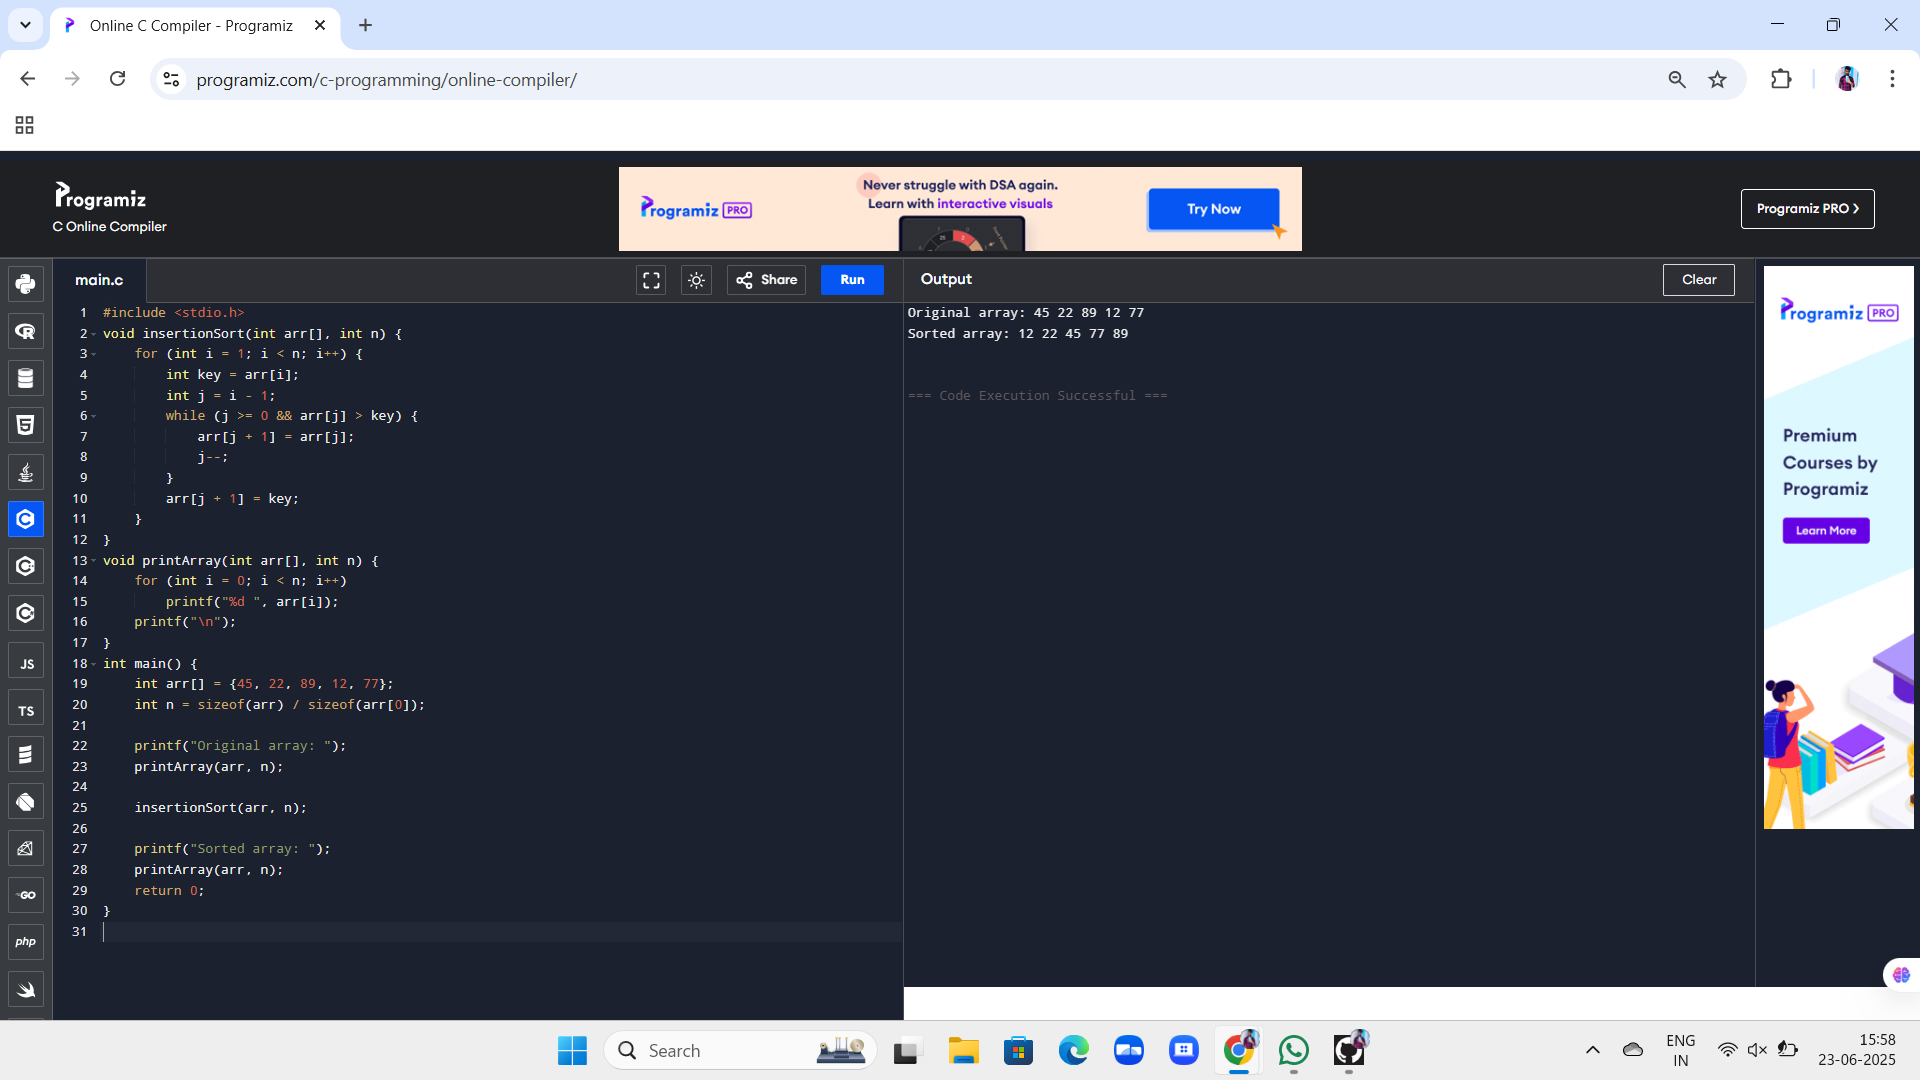 Online C Compiler - Programiz
programiz.com/c-programming/online-compiler/
Programiz
C Online Compiler
Programiz PRO
Never struggle with DSA again.
Learn with interactive visuals
Try Now
Programiz PRO
main.c
Share
Run
Output
Clear
1 #include <stdio.h>
2 void insertionSort(int arr[], int n) {
3     for (int i = 1; i < n; i++) {
4         int key = arr[i];
5         int j = i - 1;
6         while (j >= 0 && arr[j] > key) {
7             arr[j + 1] = arr[j];
8             j--;
9         }
10         arr[j + 1] = key;
11     }
12 }
13 void printArray(int arr[], int n) {
14     for (int i = 0; i < n; i++)
15         printf("%d ", arr[i]);
16     printf("\n");
17 }
18 int main() {
19     int arr[] = {45, 22, 89, 12, 77};
20     int n = sizeof(arr) / sizeof(arr[0]);
21
22     printf("Original array: ");
23     printArray(arr, n);
24
25     insertionSort(arr, n);
26
27     printf("Sorted array: ");
28     printArray(arr, n);
29     return 0;
30 }
31
Original array: 45 22 89 12 77
Sorted array: 12 22 45 77 89
=== Code Execution Successful ===
Programiz PRO
Premium
Courses by
Programiz
Learn More
JS
TS
GO
php
Search
ENG
IN
15:58
23-06-2025